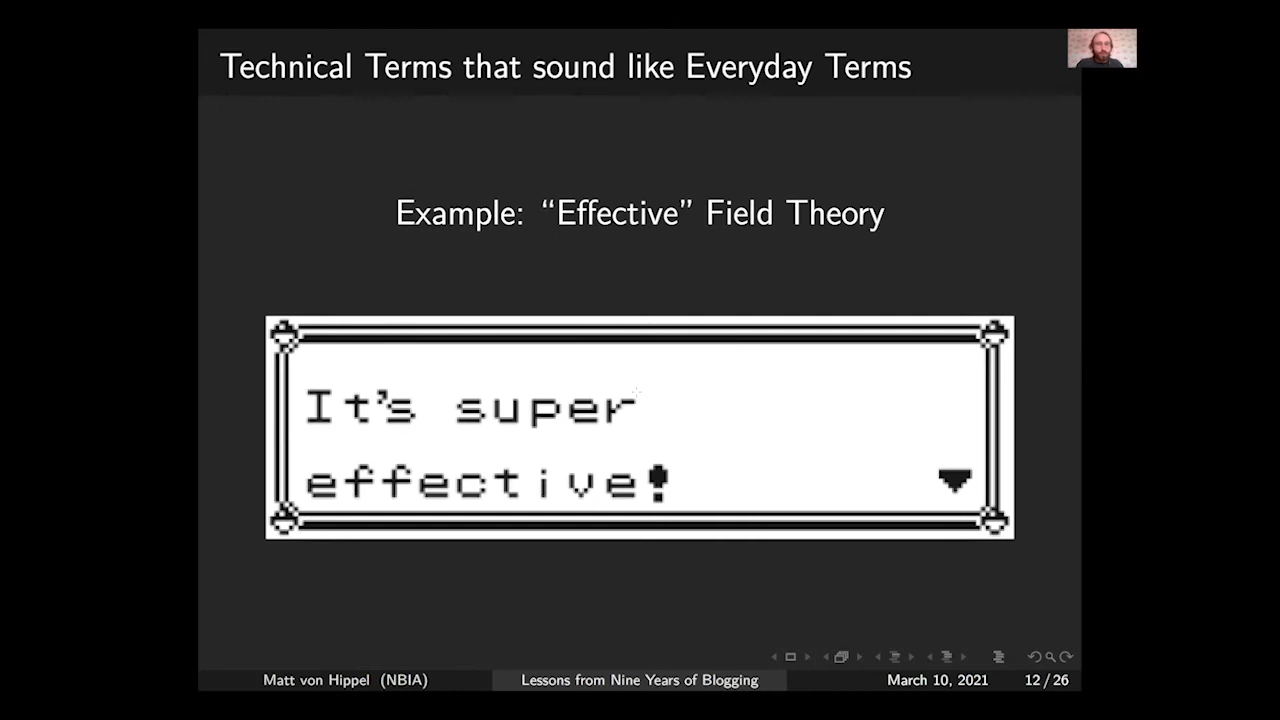 Technical Terms that sound like Everyday Terms
Example: “Effective” Field Theory
It's super
effective!
Matt von Hippel (NBIA)
Lessons from Nine Years of Blogging
March 10, 2021
12 / 26